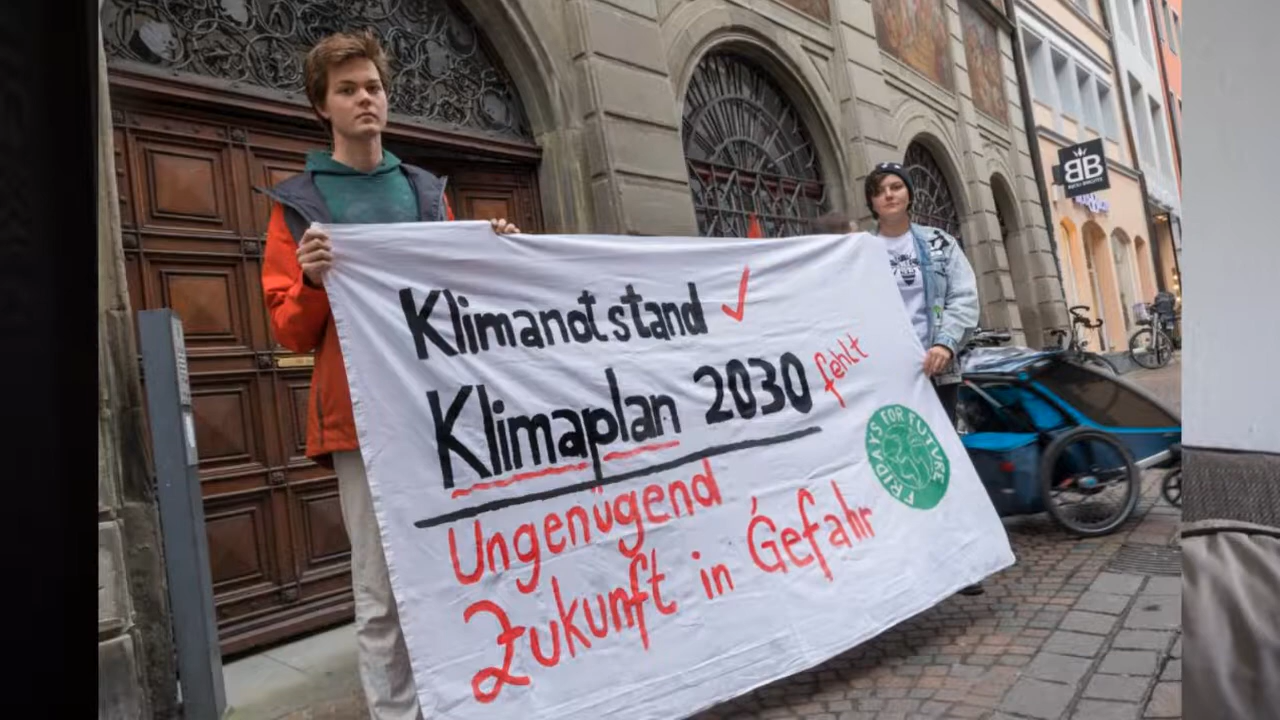 Klimanotstand ✓
Klimaplan 2030 fehlt
Ungenügend
Zukunft in Gefahr
FRIDAYS FOR FUTURE
BB